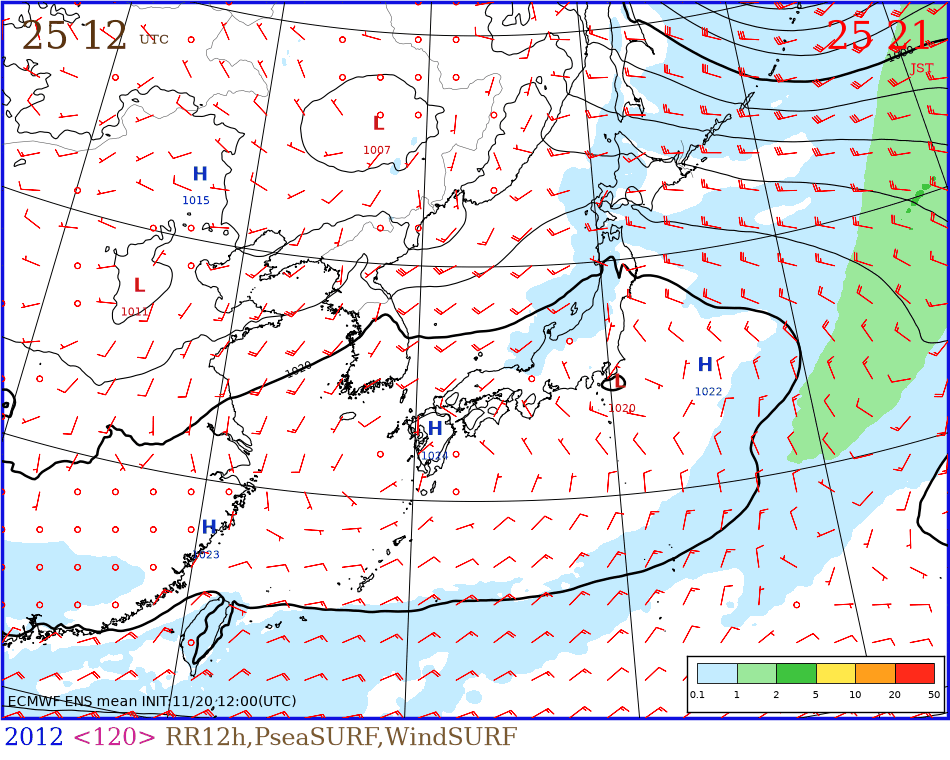 25 12 UTC
25 21
JST
1000
L
1007
H
1015
L
1011
1020
H
1022
L
1020
H
1024
H
1023
0.1 1 2 5 10 20 50
ECMWF ENS mean INIT:11/20 12:00(UTC)
2012 <120> RR12h,PseaSURF,WindSURF